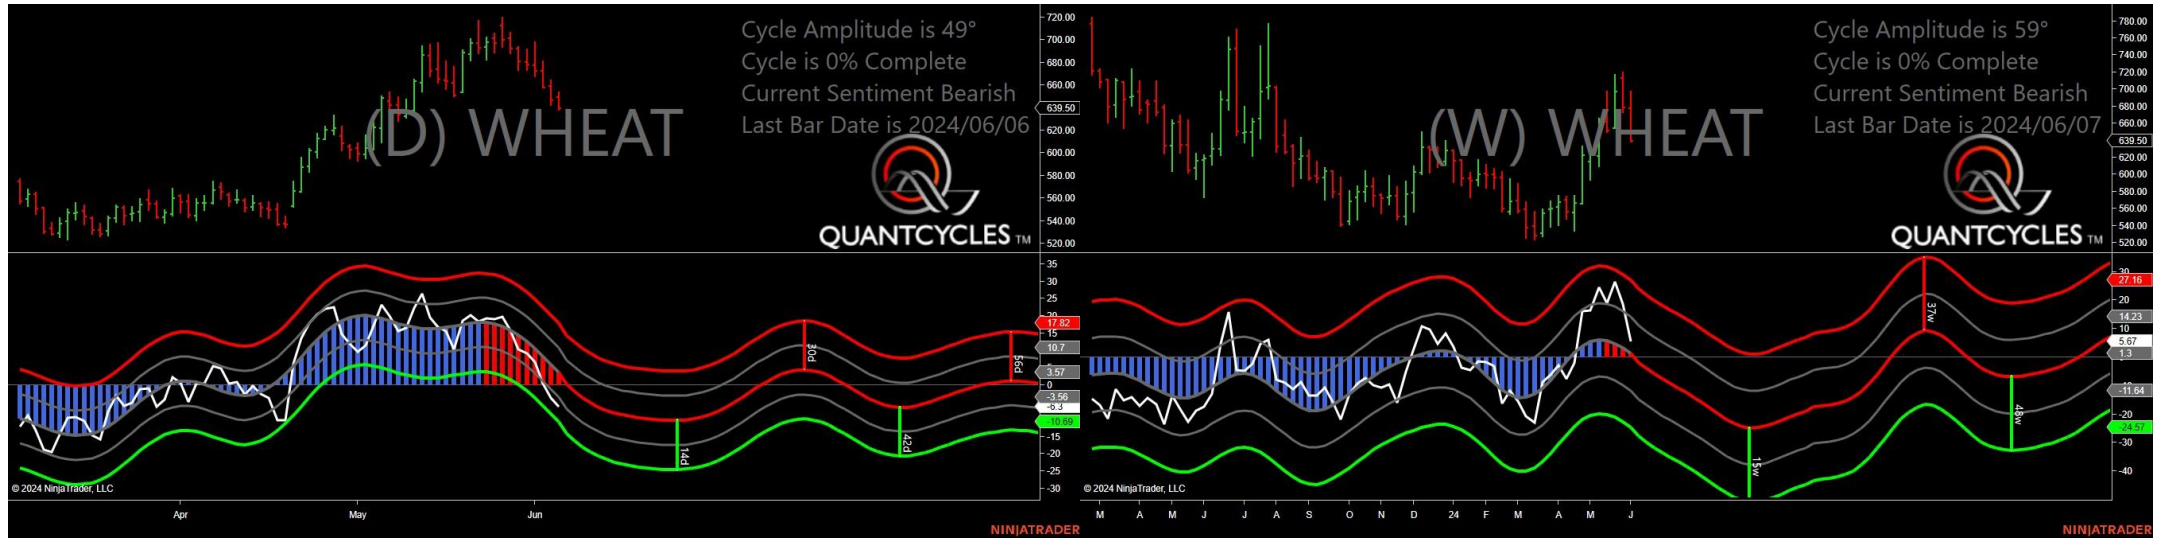 Cycle Amplitude is 49°
Cycle is 0% Complete
Current Sentiment Bearish
Last Bar Date is 2024/06/06
(D) WHEAT
QUANTCYCLES TM
720.00
700.00
680.00
660.00
639.50
620.00
600.00
580.00
560.00
540.00
520.00
35
30
25
20
17.82
15
10.7
3.57
0
-3.56
-6.3
-10.69
-15
-20
-25
-30
14d
30d
42d
56d
© 2024 NinjaTrader, LLC
Apr May Jun
NINJATRADER
Cycle Amplitude is 59°
Cycle is 0% Complete
Current Sentiment Bearish
Last Bar Date is 2024/06/07
(W) WHEAT
QUANTCYCLES TM
780.00
760.00
740.00
720.00
700.00
680.00
660.00
639.50
620.00
600.00
580.00
560.00
540.00
520.00
30
27.16
20
14.23
10
5.67
1.3
-11.64
-20
-24.57
-30
-40
15w
37w
48w
© 2024 NinjaTrader, LLC
M A M J J A S O N D 24 F M A M J
NINJATRADER